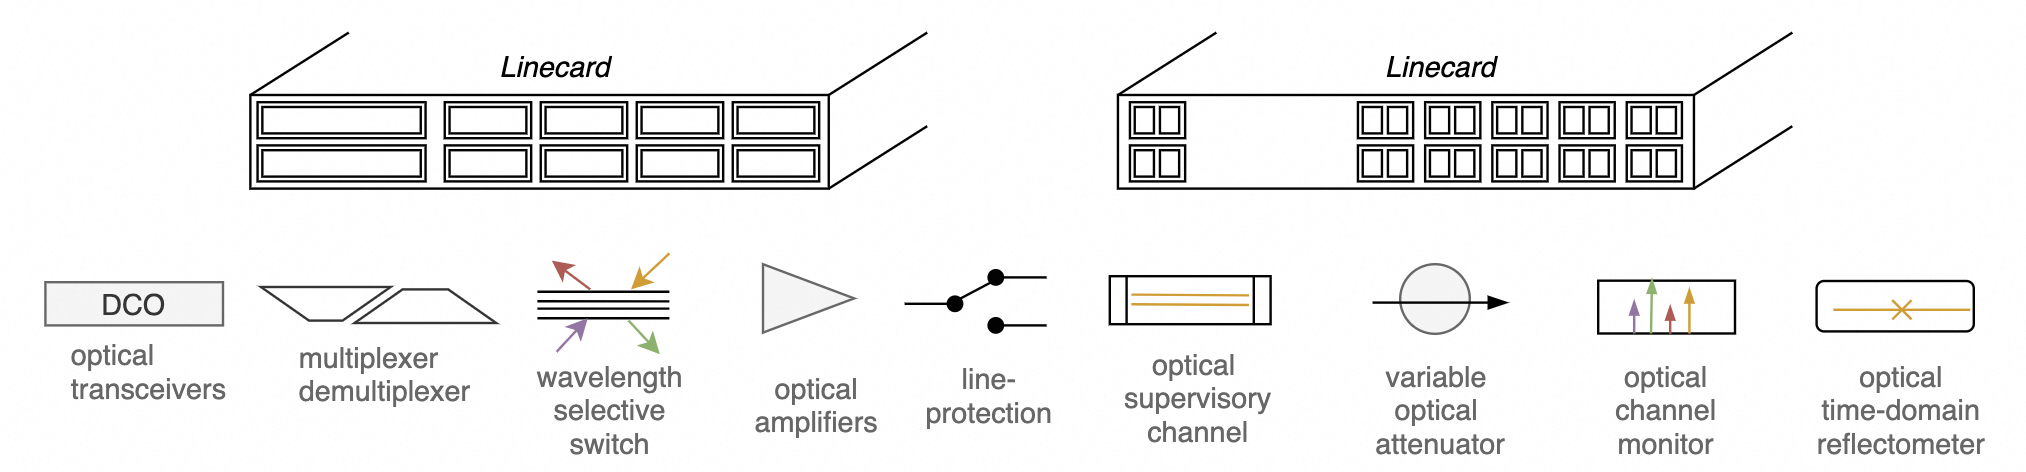 Linecard
Linecard
DCO
optical
transceivers
multiplexer
demultiplexer
wavelength
selective
switch
optical
amplifiers
line-
protection
optical
supervisory
channel
variable
optical
attenuator
optical
channel
monitor
optical
time-domain
reflectometer